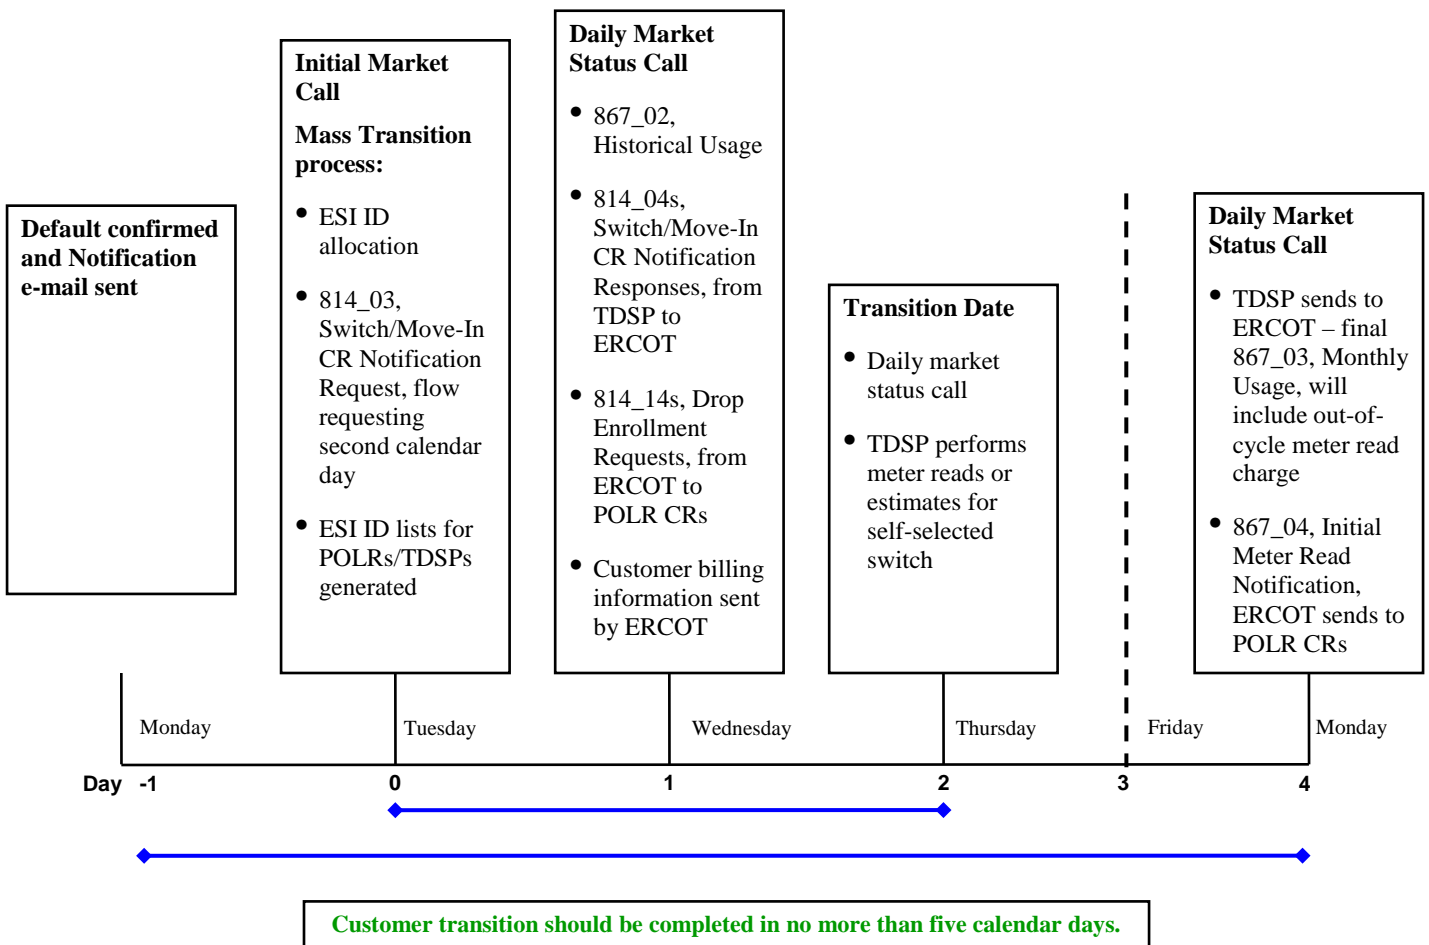 Default confirmed
and Notification
e-mail sent
Initial Market
Call
Mass Transition
process:
• ESI ID
allocation
• 814_03,
Switch/Move-In
CR Notification
Request, flow
requesting
second calendar
day
• ESI ID lists for
POLRs/TDSPs
generated
Daily Market
Status Call
• 867_02,
Historical Usage
• 814_04s,
Switch/Move-In
CR Notification
Responses, from
TDSP to
ERCOT
• 814_14s, Drop
Enrollment
Requests, from
ERCOT to
POLR CRs
• Customer billing
information sent
by ERCOT
Transition Date
• Daily market
status call
• TDSP performs
meter reads or
estimates for
self-selected
switch
Daily Market
Status Call
• TDSP sends to
ERCOT – final
867_03, Monthly
Usage, will
include out-of-
cycle meter read
charge
• 867_04, Initial
Meter Read
Notification,
ERCOT sends to
POLR CRs
Monday Tuesday Wednesday Thursday Friday Monday
Day -1 0 1 2 3 4
Customer transition should be completed in no more than five calendar days.